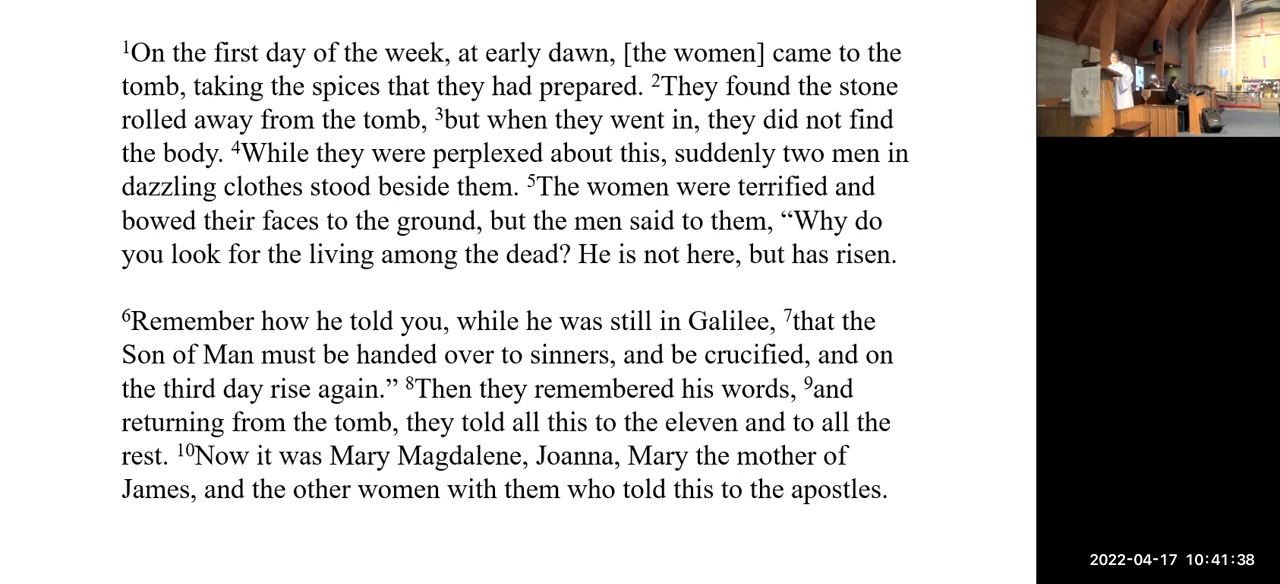 ¹On the first day of the week, at early dawn, [the women] came to the
tomb, taking the spices that they had prepared. ²They found the stone
rolled away from the tomb, ³but when they went in, they did not find
the body. ⁴While they were perplexed about this, suddenly two men in
dazzling clothes stood beside them. ⁵The women were terrified and
bowed their faces to the ground, but the men said to them, “Why do
you look for the living among the dead? He is not here, but has risen.
⁶Remember how he told you, while he was still in Galilee, ⁷that the
Son of Man must be handed over to sinners, and be crucified, and on
the third day rise again.” ⁸Then they remembered his words, ⁹and
returning from the tomb, they told all this to the eleven and to all the
rest. ¹⁰Now it was Mary Magdalene, Joanna, Mary the mother of
James, and the other women with them who told this to the apostles.
2022-04-17 10:41:38